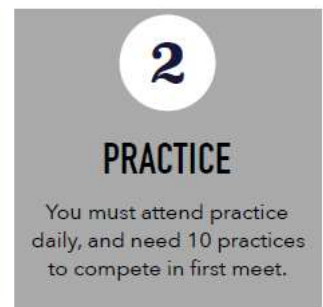 2
PRACTICE
You must attend practice
daily, and need 10 practices
to compete in first meet.